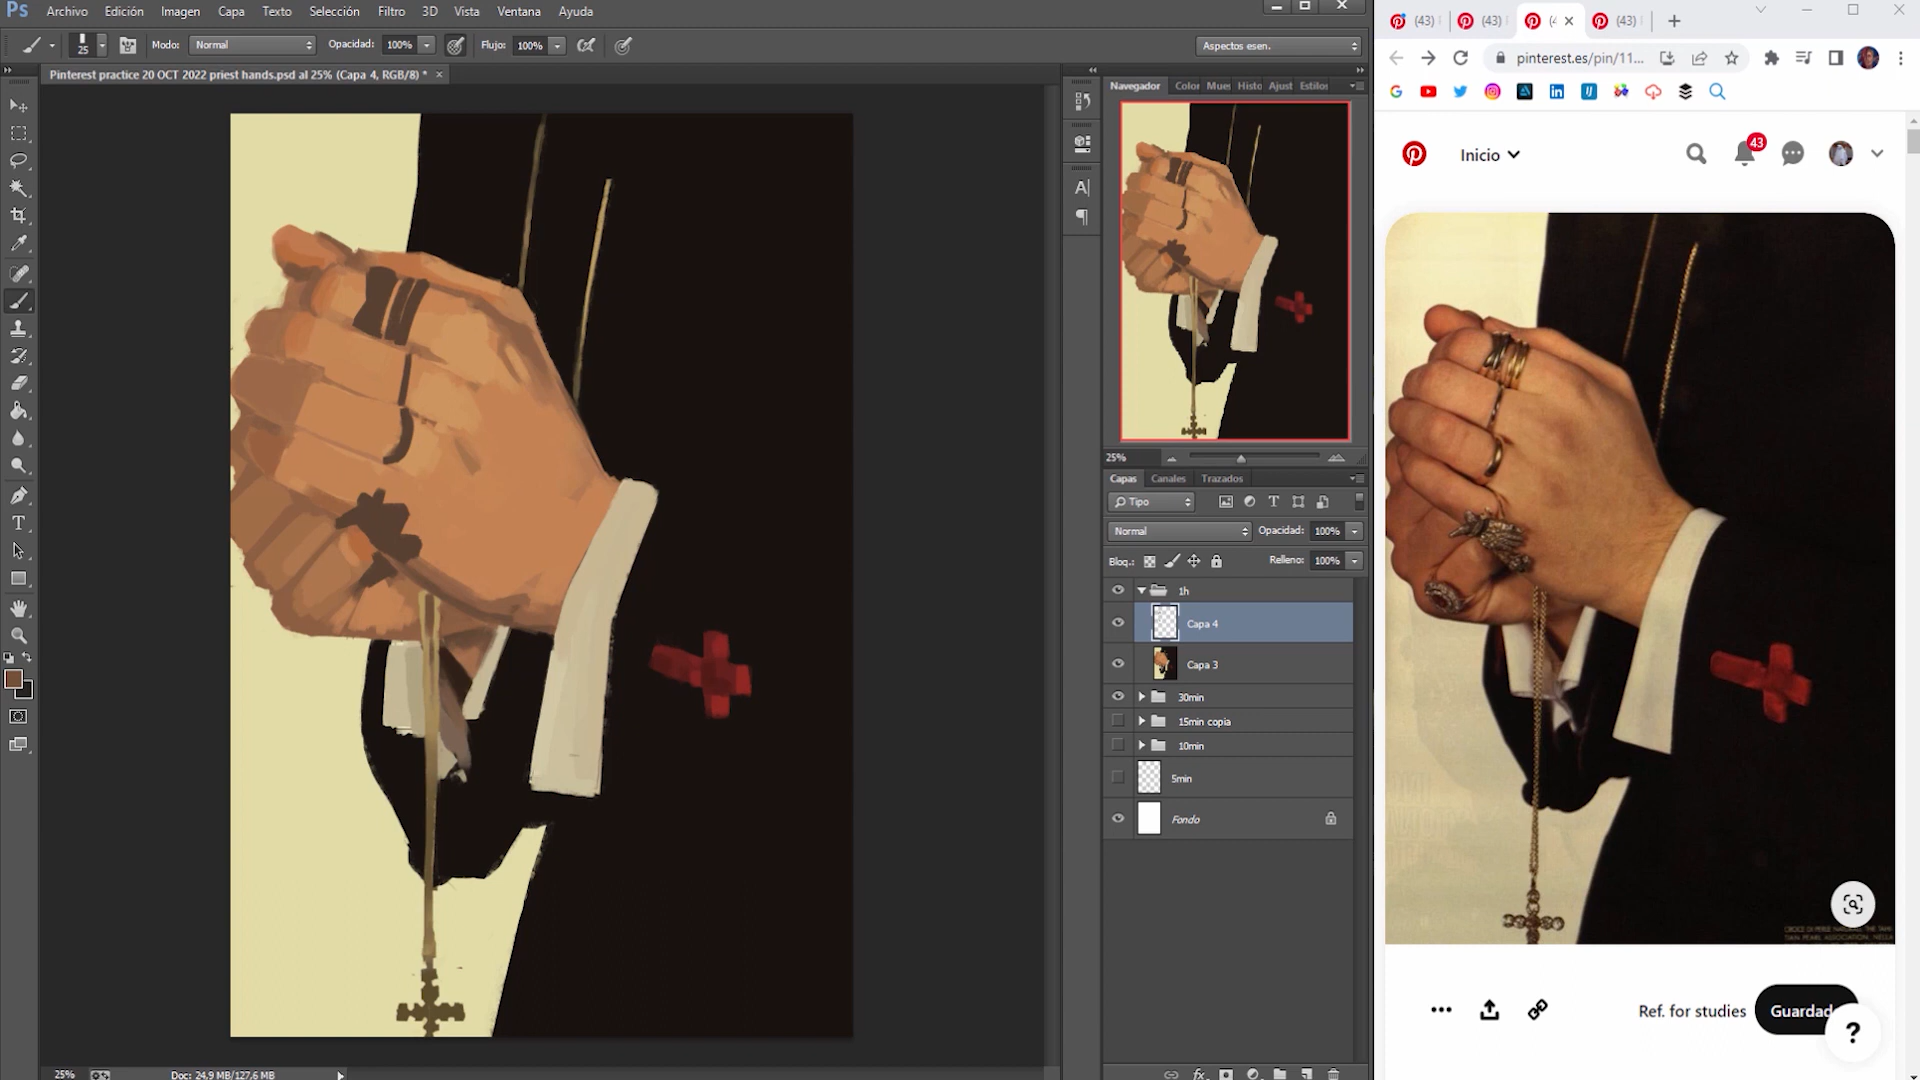 Ps Archivo Edición Imagen Capa Texto Selección Filtro 3D Vista Ventana Ayuda
25 Modo: Normal Opacidad: 100% Flujo: 100% Aspectos esen.
Pinterest practice 20 OCT 2022 priest hands.psd al 25% (Capa 4, RGB/8) * ×
Navegador Color Mues Histo Ajust Estilos
25%
Capas Canales Trazados
Tipo
Normal Opacidad: 100%
Bloq.: Relleno: 100%
1h
Capa 4
Capa 3
30min
15min copia
10min
5min
Fondo
25% Doc: 24,9 MB/127,6 MB
(43) (43) (4 (43)
pinterest.es/pin/11...
Inicio
43
Ref. for studies
Guardad
?